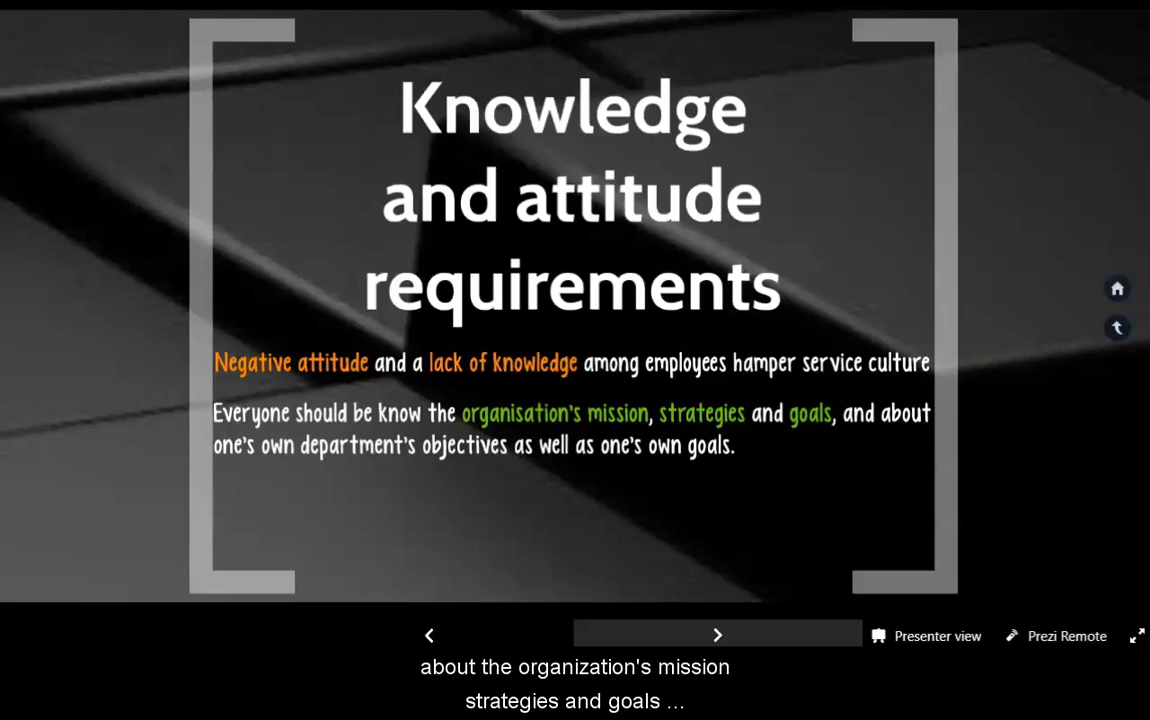 Knowledge
and attitude
requirements
Negative attitude and a lack of knowledge among employees hamper service culture
Everyone should be know the organisation's mission, strategies and goals, and about
one's own department's objectives as well as one's own goals.
Presenter view
Prezi Remote
about the organization's mission
strategies and goals ...